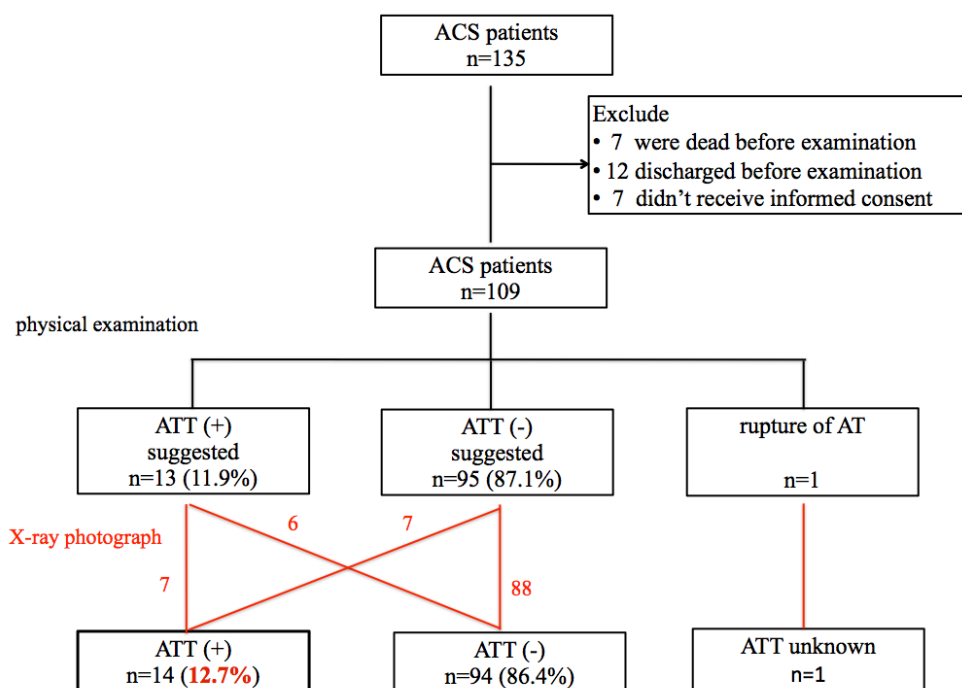 ACS patients
n=135
Exclude
• 7 were dead before examination
• 12 discharged before examination
• 7 didn't receive informed consent
ACS patients
n=109
physical examination
ATT (+)
suggested
n=13 (11.9%)
ATT (-)
suggested
n=95 (87.1%)
rupture of AT
n=1
X-ray photograph
6
7
7
88
ATT (+)
n=14 (12.7%)
ATT (-)
n=94 (86.4%)
ATT unknown
n=1